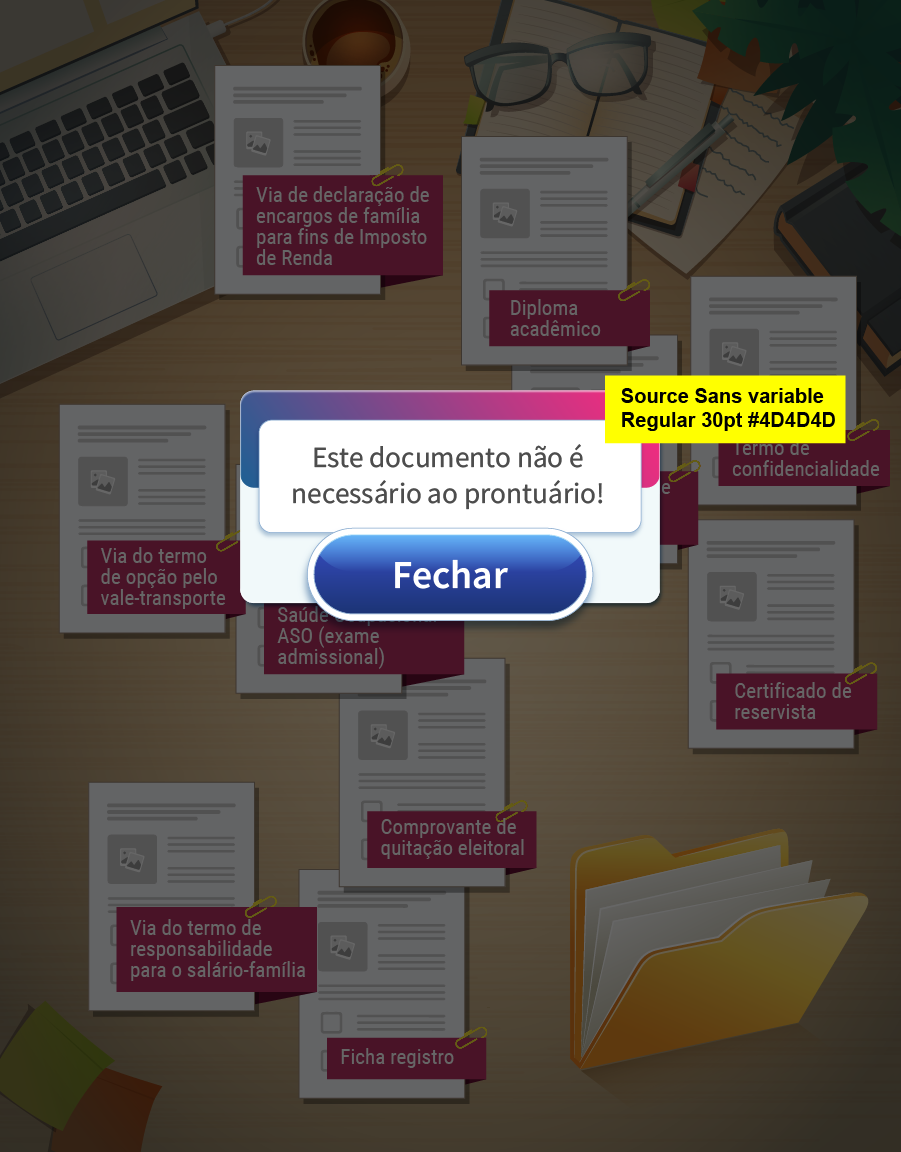 Via de declaração de
encargos de família
para fins de Imposto
de Renda
Diploma
acadêmico
Source Sans variable
Regular 30pt #4D4D4D
Termo de
confidencialidade
Este documento não é
necessário ao prontuário!
Fechar
e
Via do termo
de opção pelo
vale-transporte
Saúde Ocupacional
ASO (exame
admissional)
Certificado de
reservista
Comprovante de
quitação eleitoral
Via do termo de
responsabilidade
para o salário-família
Ficha registro